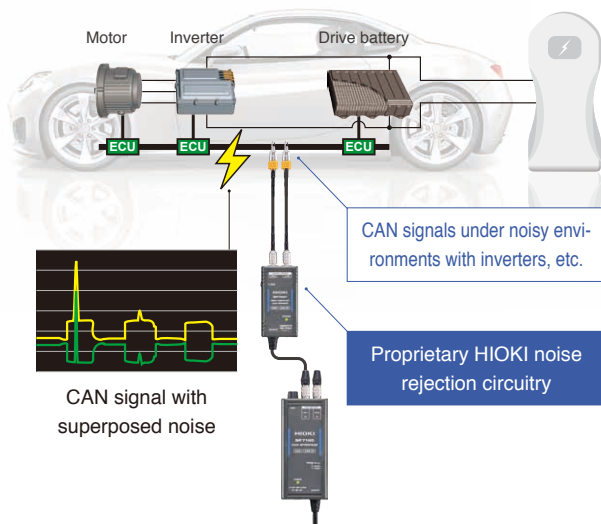 Motor
Inverter
Drive battery
ECU
ECU
ECU
CAN signals under noisy envi-
ronments with inverters, etc.
Proprietary HIOKI noise
rejection circuitry
CAN signal with
superposed noise
HIOKI
HIOKI
SP7100